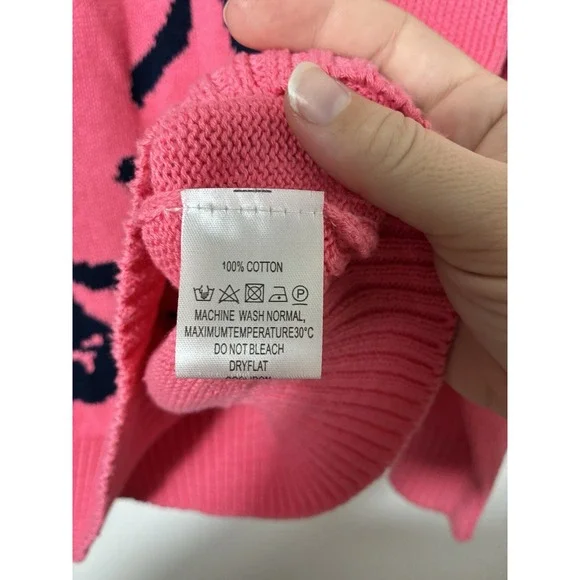 100% COTTON
MACHINE WASH NORMAL,
MAXIMUMTEMPERATURE30°C
DO NOT BLEACH
DRYFLAT